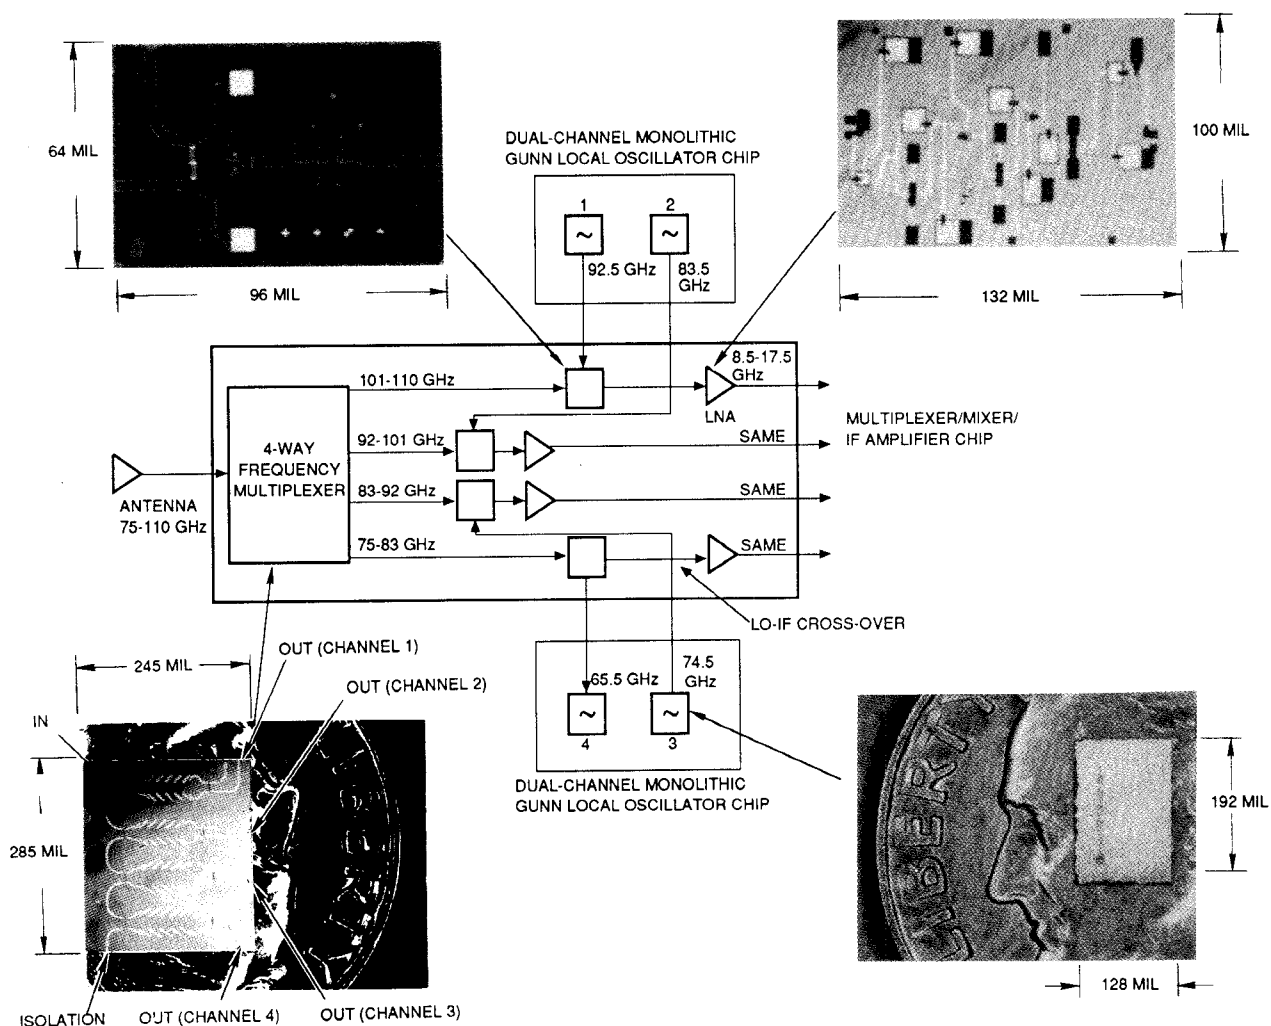 64 MIL
96 MIL
DUAL-CHANNEL MONOLITHIC
GUNN LOCAL OSCILLATOR CHIP
1
2
~
~
92.5 GHz
83.5
GHz
100 MIL
132 MIL
101-110 GHz
8.5-17.5
GHz
LNA
4-WAY
FREQUENCY
MULTIPLEXER
92-101 GHz
SAME
MULTIPLEXER/MIXER/
IF AMPLIFIER CHIP
ANTENNA
75-110 GHz
83-92 GHz
SAME
75-83 GHz
SAME
LO-IF CROSS-OVER
65.5 GHz
74.5
GHz
~
~
4
3
DUAL-CHANNEL MONOLITHIC
GUNN LOCAL OSCILLATOR CHIP
245 MIL
OUT (CHANNEL 1)
OUT (CHANNEL 2)
IN
285 MIL
ISOLATION
OUT (CHANNEL 4)
OUT (CHANNEL 3)
LIBERTY
192 MIL
128 MIL